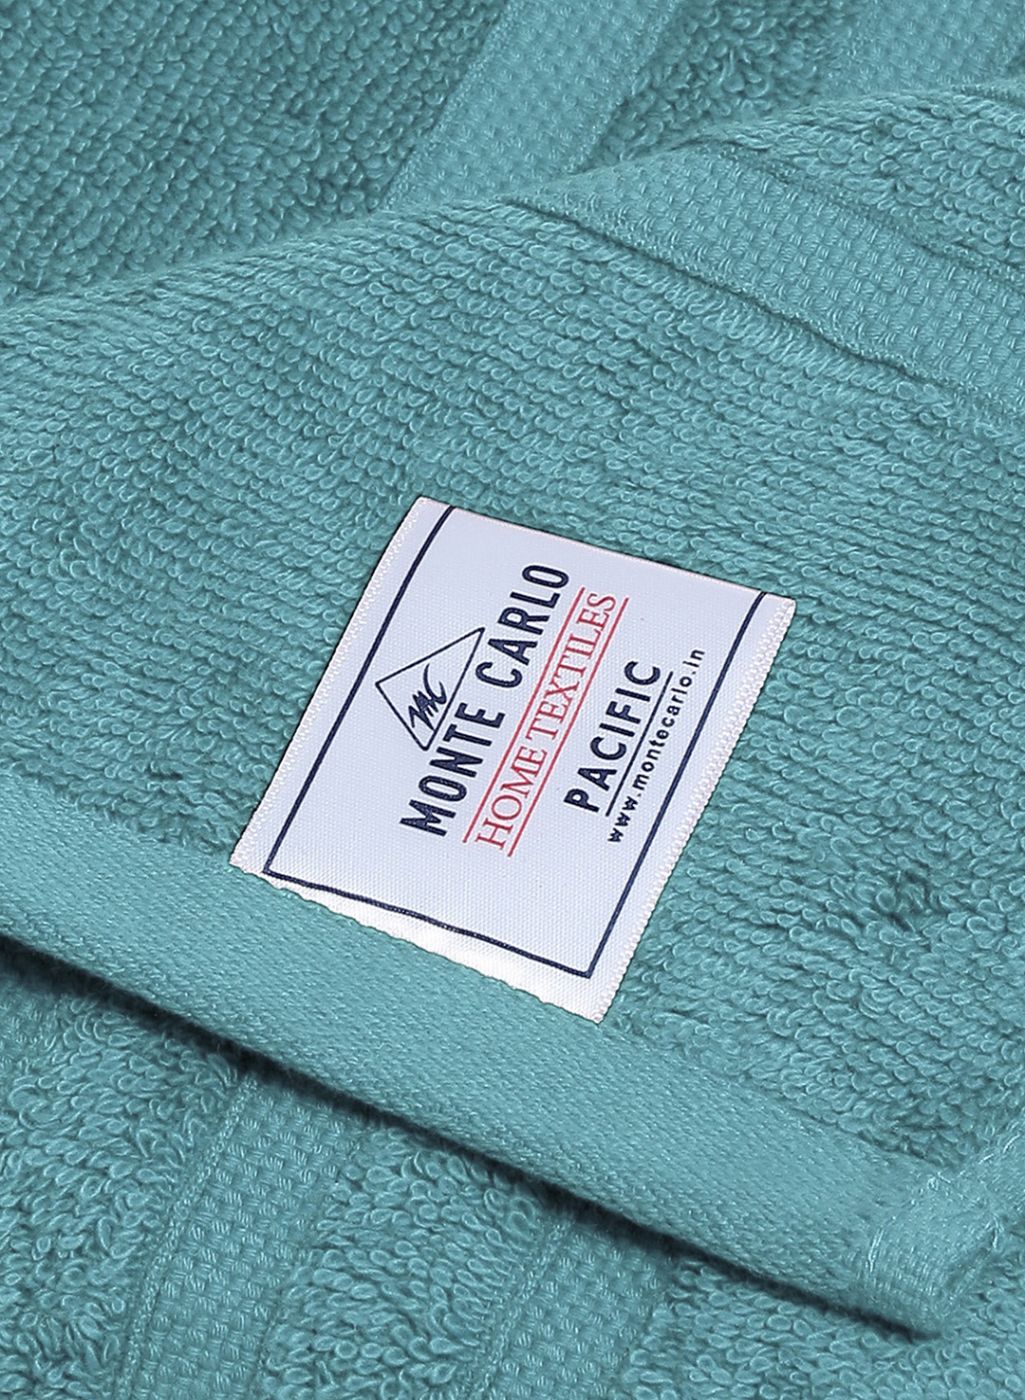 MC
MONTE CARLO
HOME TEXTILES
PACIFIC
www.montecarlo.in